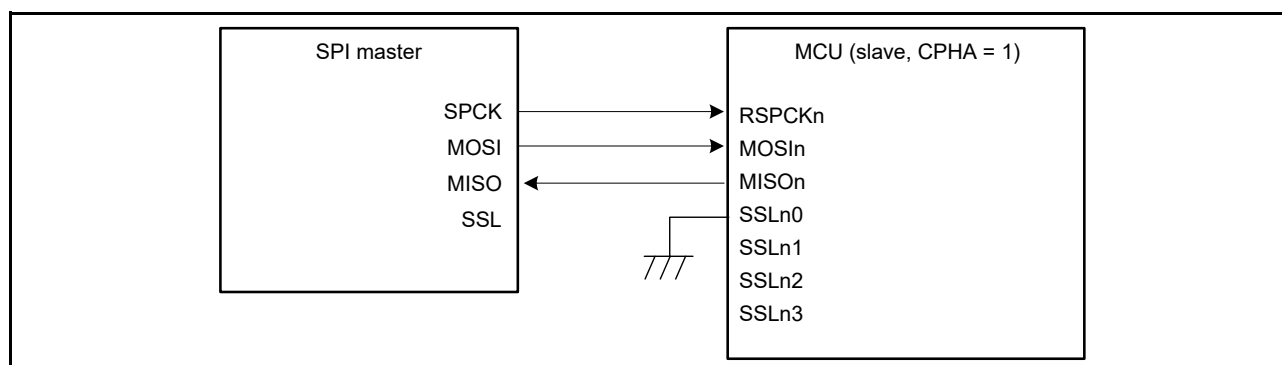 SPI master
SPCK
MOSI
MISO
SSL
MCU (slave, CPHA = 1)
RSPCKn
MOSIn
MISOn
SSLn0
SSLn1
SSLn2
SSLn3